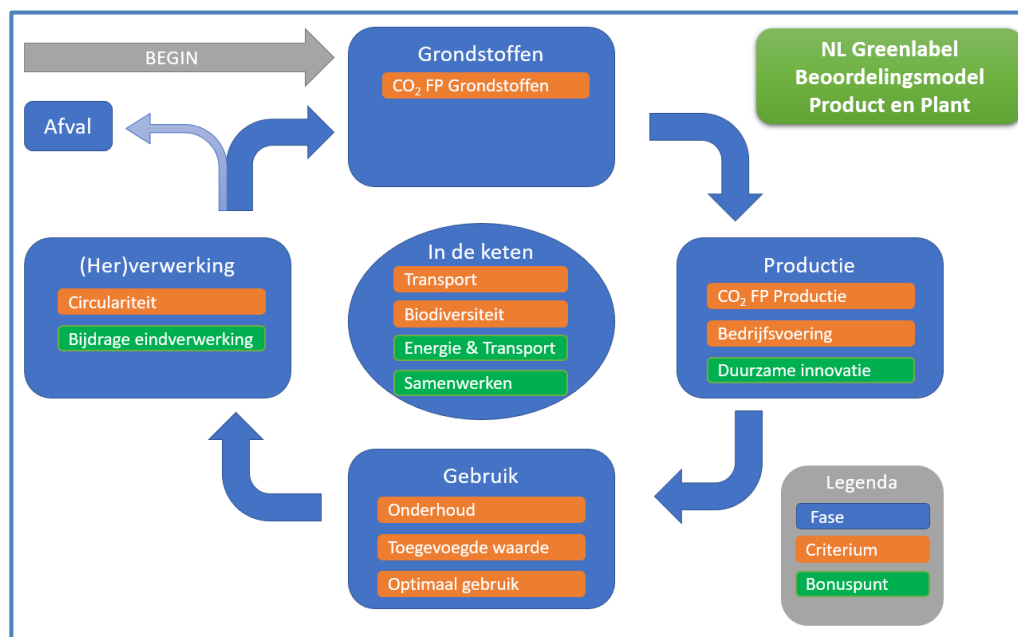 BEGIN
Grondstoffen
CO₂ FP Grondstoffen
NL Greenlabel
Beoordelingsmodel
Product en Plant
Afval
(Her)verwerking
Circulariteit
Bijdrage eindverwerking
In de keten
Transport
Biodiversiteit
Energie & Transport
Samenwerken
Productie
CO₂ FP Productie
Bedrijfsvoering
Duurzame innovatie
Gebruik
Onderhoud
Toegevoegde waarde
Optimaal gebruik
Legenda
Fase
Criterium
Bonuspunt